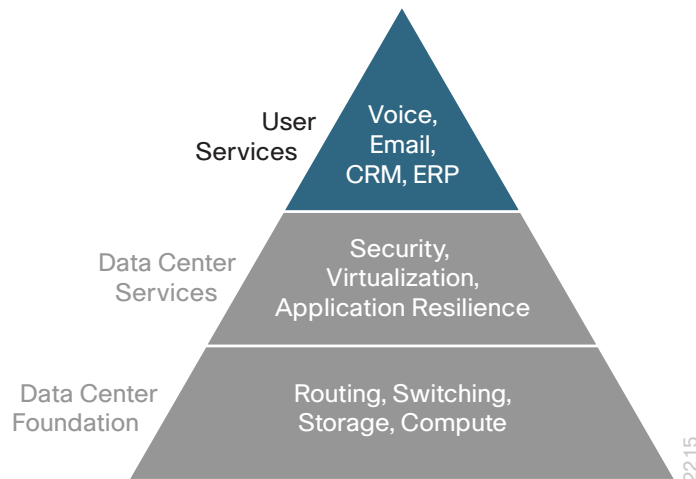 User
Services
Voice,
Email,
CRM, ERP
Data Center
Services
Security,
Virtualization,
Application Resilience
Data Center
Foundation
Routing, Switching,
Storage, Compute
2215